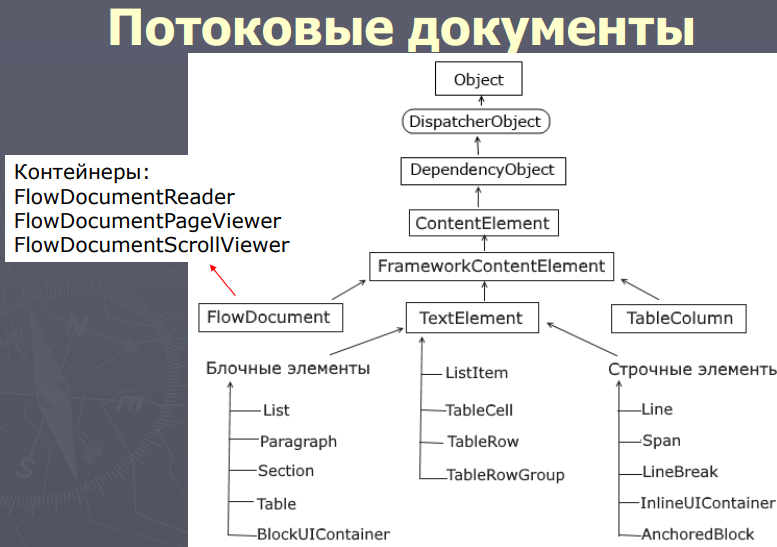 Потоковые документы
Object
DispatcherObject
DependencyObject
Контейнеры:
FlowDocumentReader
FlowDocumentPageViewer
FlowDocumentScrollViewer
ContentElement
FrameworkContentElement
FlowDocument
TextElement
TableColumn
Блочные элементы
List
Paragraph
Section
Table
BlockUIContainer
ListItem
TableCell
TableRow
TableRowGroup
Строчные элементы
Line
Span
LineBreak
InlineUIContainer
AnchoredBlock
N
m
S